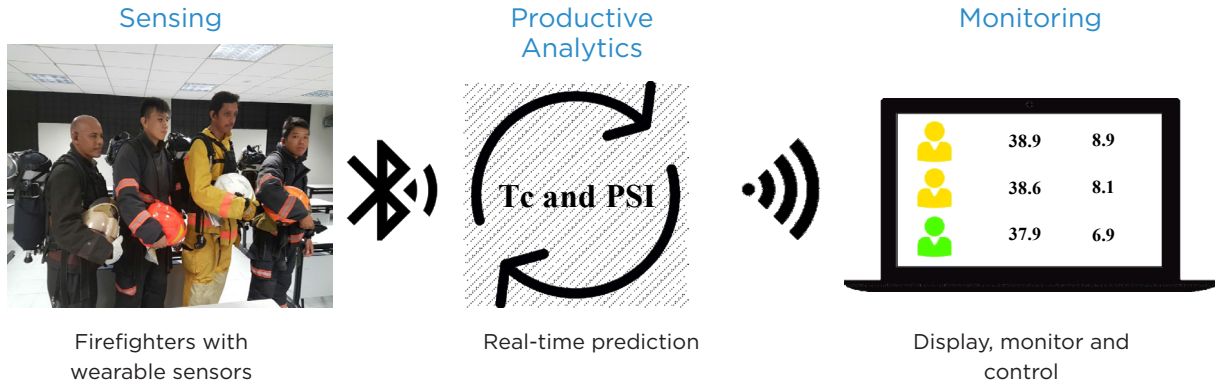 Sensing
Productive
Analytics
Monitoring
Tc and PSI
38.9 8.9
38.6 8.1
37.9 6.9
Firefighters with
wearable sensors
Real-time prediction
Display, monitor and
control